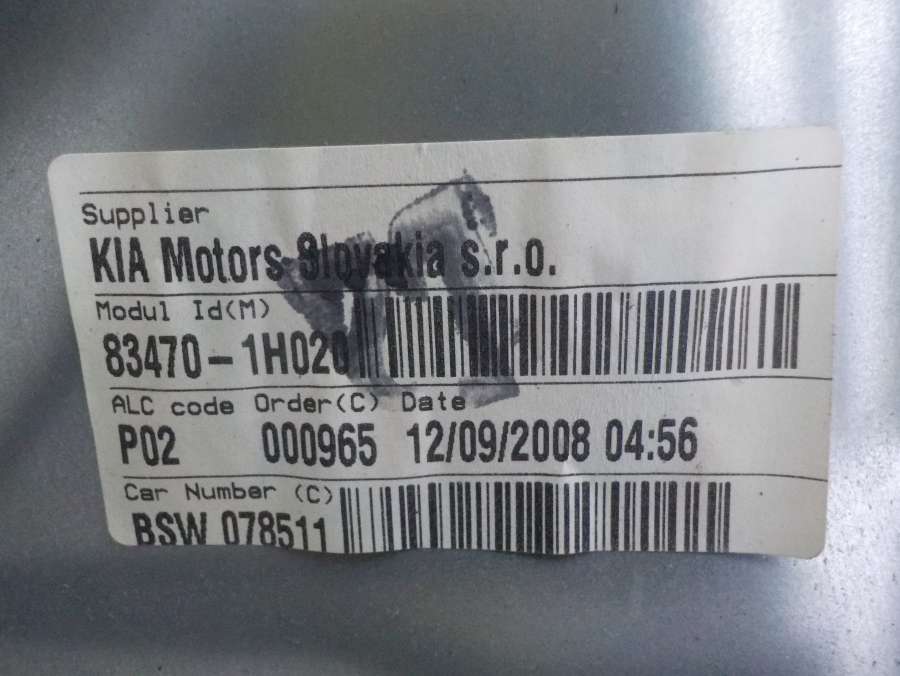 Supplier
KIA Motors Slovakia s.r.o.
Modul Id(M)
83470-1H020
ALC code Order(C) Date
P02 000965 12/09/2008 04:56
Car Number (C)
BSW 078511